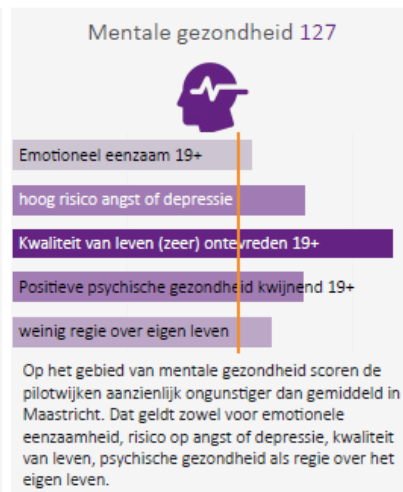 Mentale gezondheid 127
Emotioneel eenzaam 19+
hoog risico angst of depressie
Kwaliteit van leven (zeer) ontevreden 19+
Positieve psychische gezondheid kwijnend 19+
weinig regie over eigen leven
Op het gebied van mentale gezondheid scoren de
pilotwijken aanzienlijk ongunstiger dan gemiddeld in
Maastricht. Dat geldt zowel voor emotionele
eenzaamheid, risico op angst of depressie, kwaliteit
van leven, psychische gezondheid als regie over het
eigen leven.